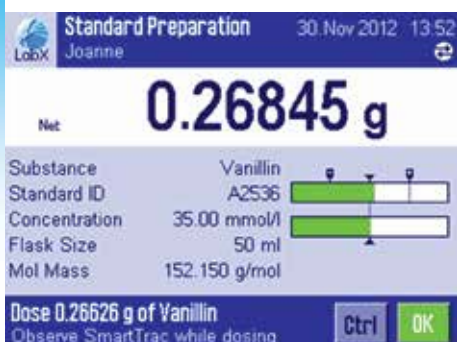 Standard Preparation 30. Nov 2012 13:52
LabX Joanne
Net 0.26845 g
Substance Vanillin
Standard ID A2536
Concentration 35.00 mmol/l
Flask Size 50 ml
Mol Mass 152.150 g/mol
Dose 0.26626 g of Vanillin
Observe SmartTrac while dosing
Ctrl OK